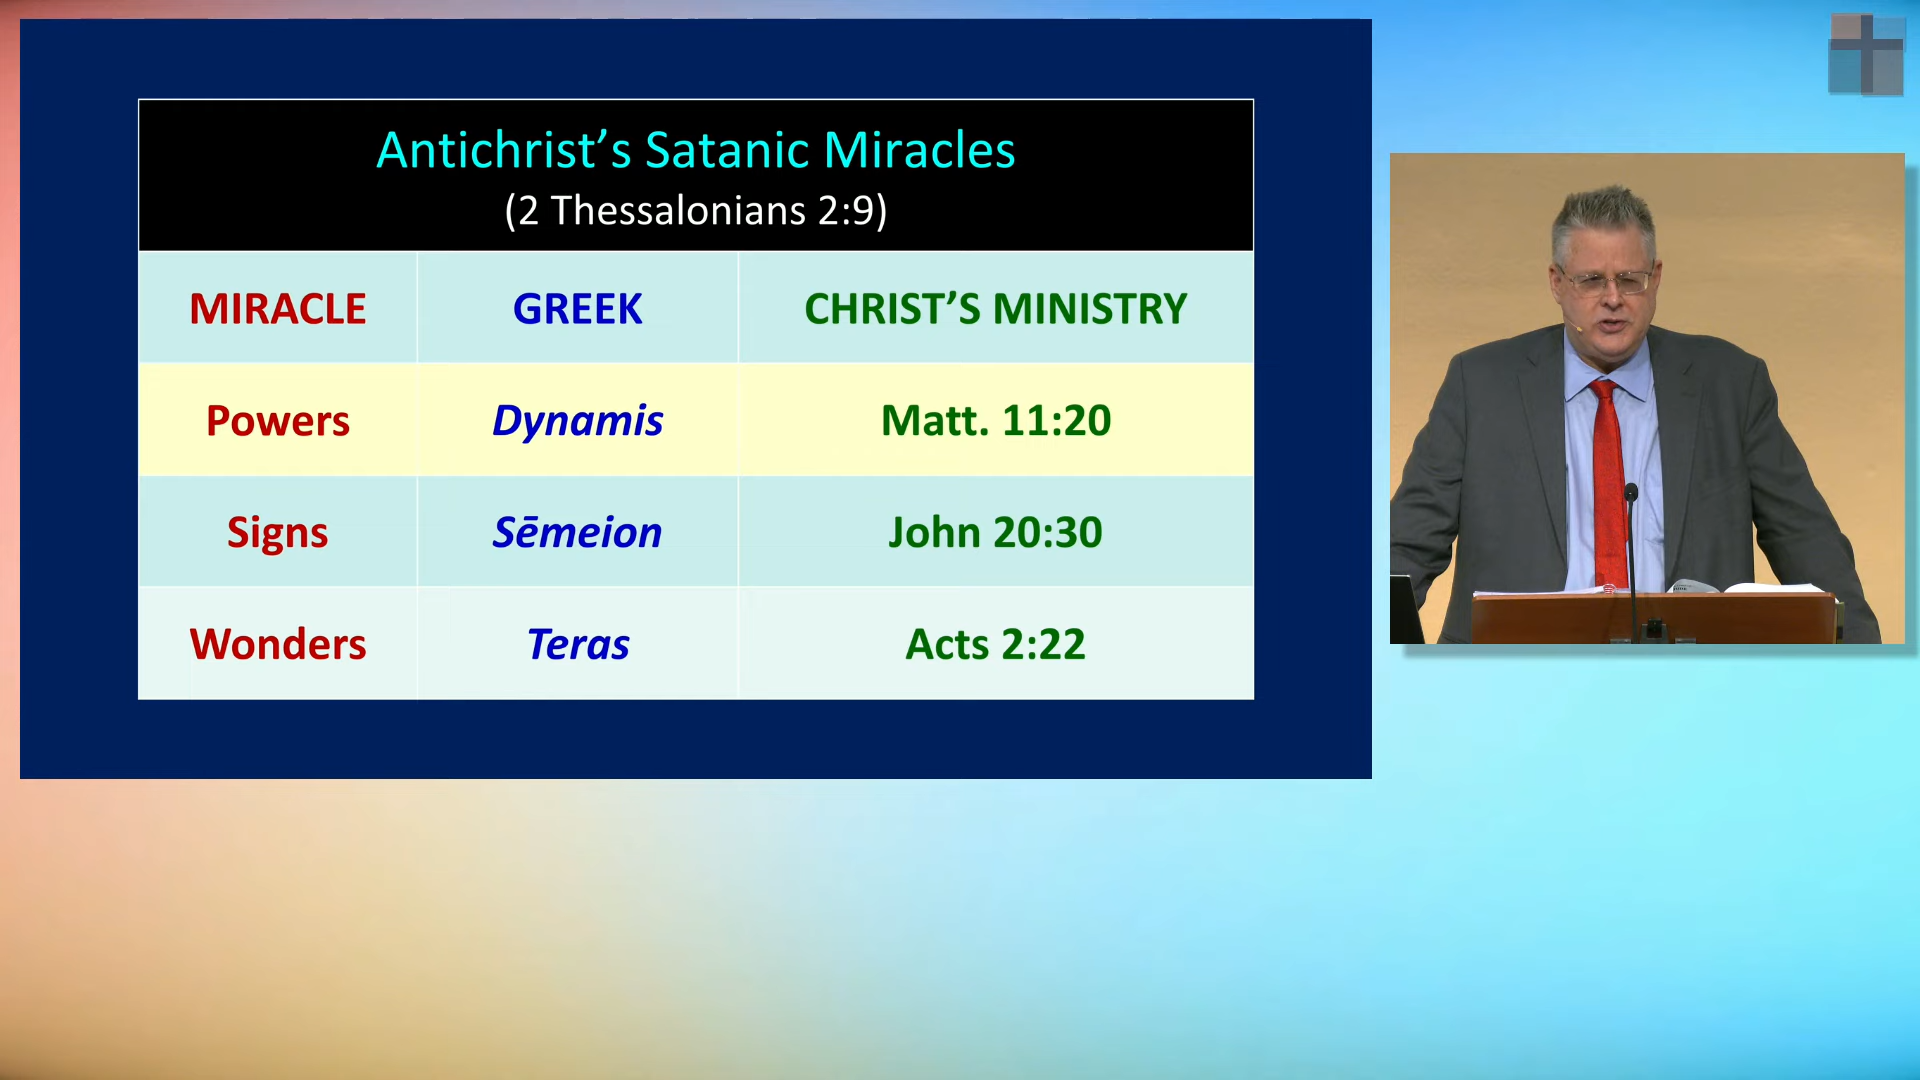 Antichrist’s Satanic Miracles
(2 Thessalonians 2:9)
MIRACLE GREEK CHRIST’S MINISTRY
Powers Dynamis Matt. 11:20
Signs Sēmeion John 20:30
Wonders Teras Acts 2:22